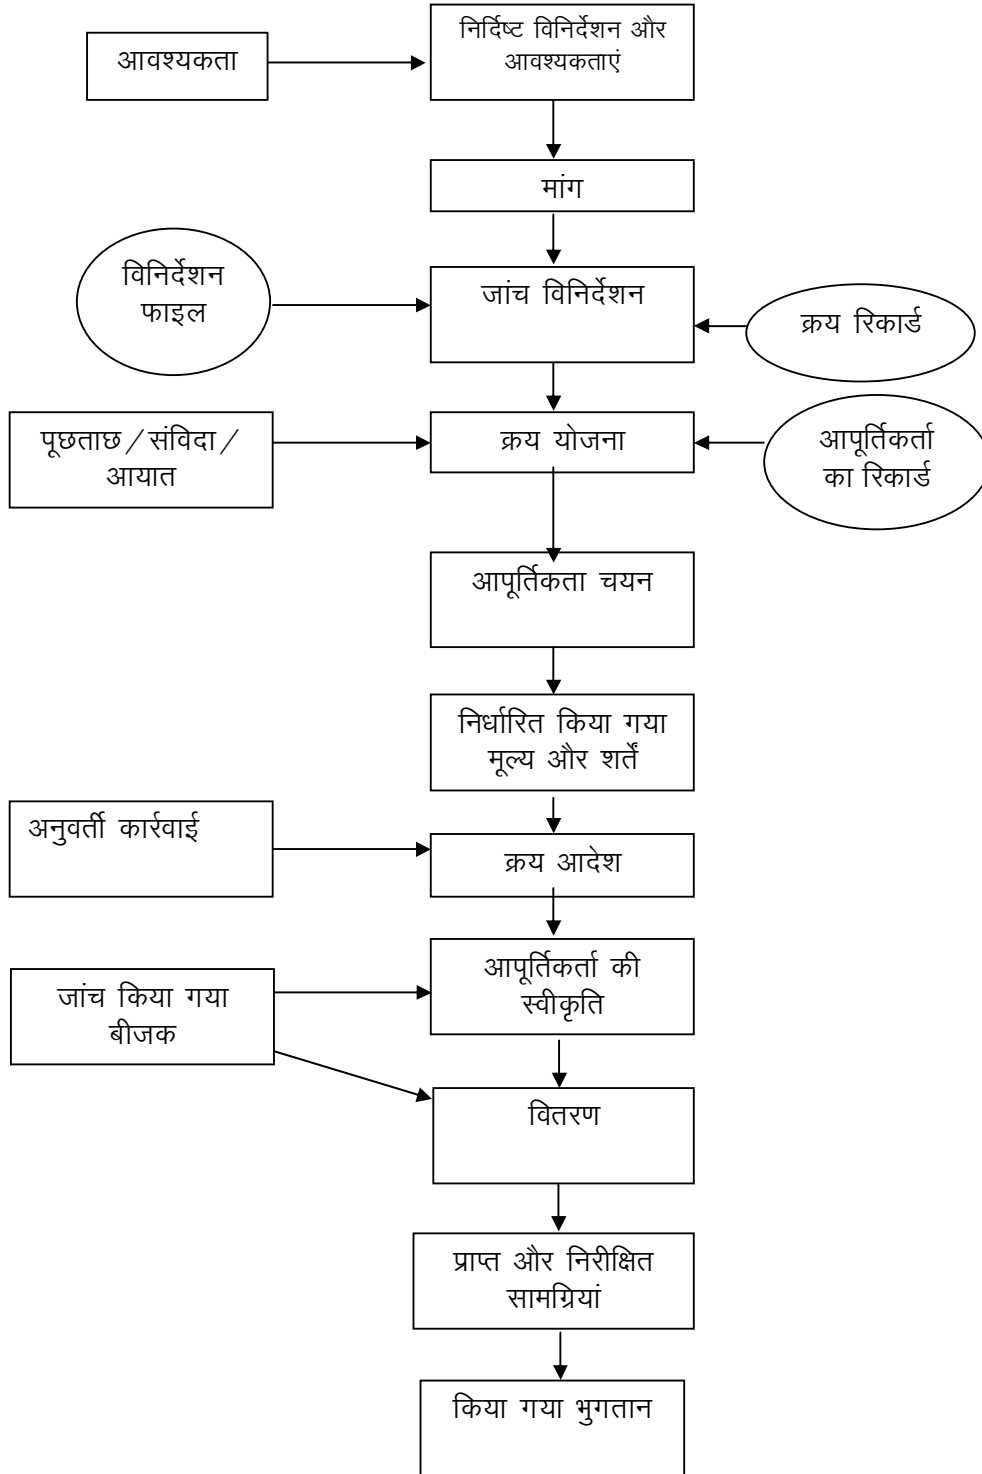 आवश्यकता
निर्दिष्ट विनिर्देशन और
आवश्यकताएं
मांग
विनिर्देशन
फाइल
जांच विनिर्देशन
क्रय रिकार्ड
पूछताछ/संविदा/
आयात
क्रय योजना
आपूर्तिकर्ता
का रिकार्ड
आपूर्तिकता चयन
निर्धारित किया गया
मूल्य और शर्तें
अनुवर्ती कार्रवाई
क्रय आदेश
आपूर्तिकर्ता की
स्वीकृति
जांच किया गया
बीजक
वितरण
प्राप्त और निरीक्षित
सामग्रियां
किया गया भुगतान